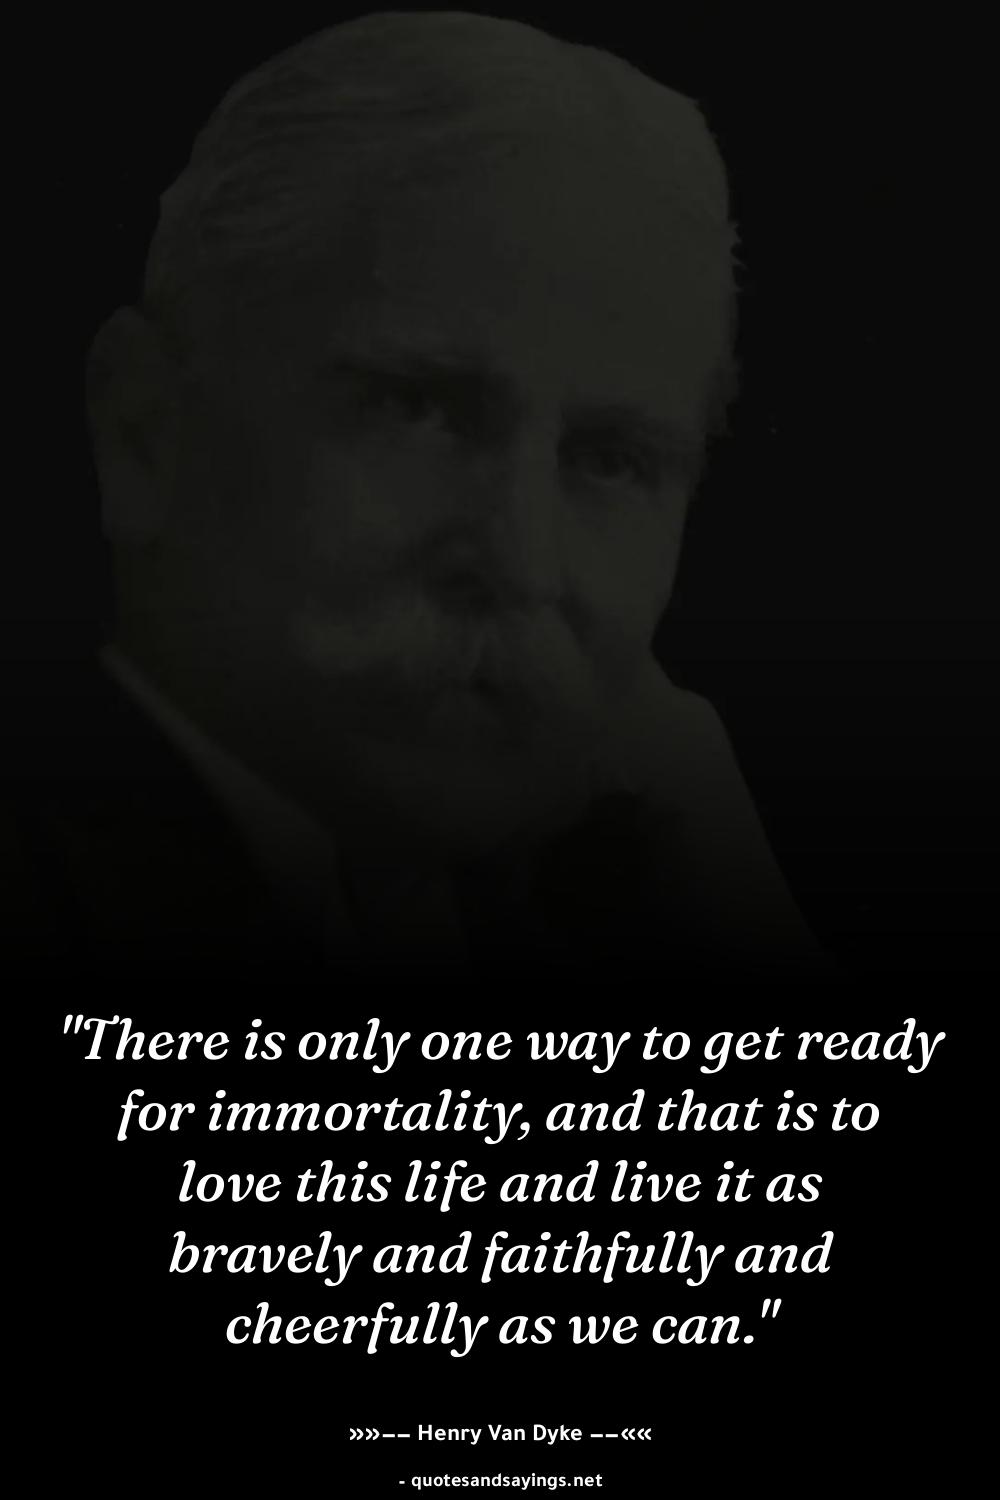 "There is only one way to get ready
for immortality, and that is to
love this life and live it as
bravely and faithfully and
cheerfully as we can."
»»–– Henry Van Dyke ––««
- quotesandsayings.net